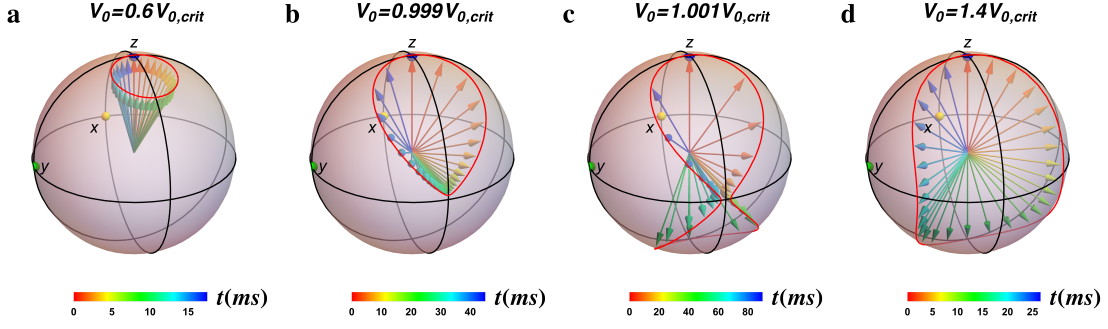 a V₀=0.6V₀,crit b V₀=0.999V₀,crit c V₀=1.001V₀,crit d V₀=1.4V₀,crit
z z z z
x x x x
y y y y
t(ms) t(ms) t(ms) t(ms)
0 5 10 15 0 10 20 30 40 0 20 40 60 80 0 5 10 15 20 25